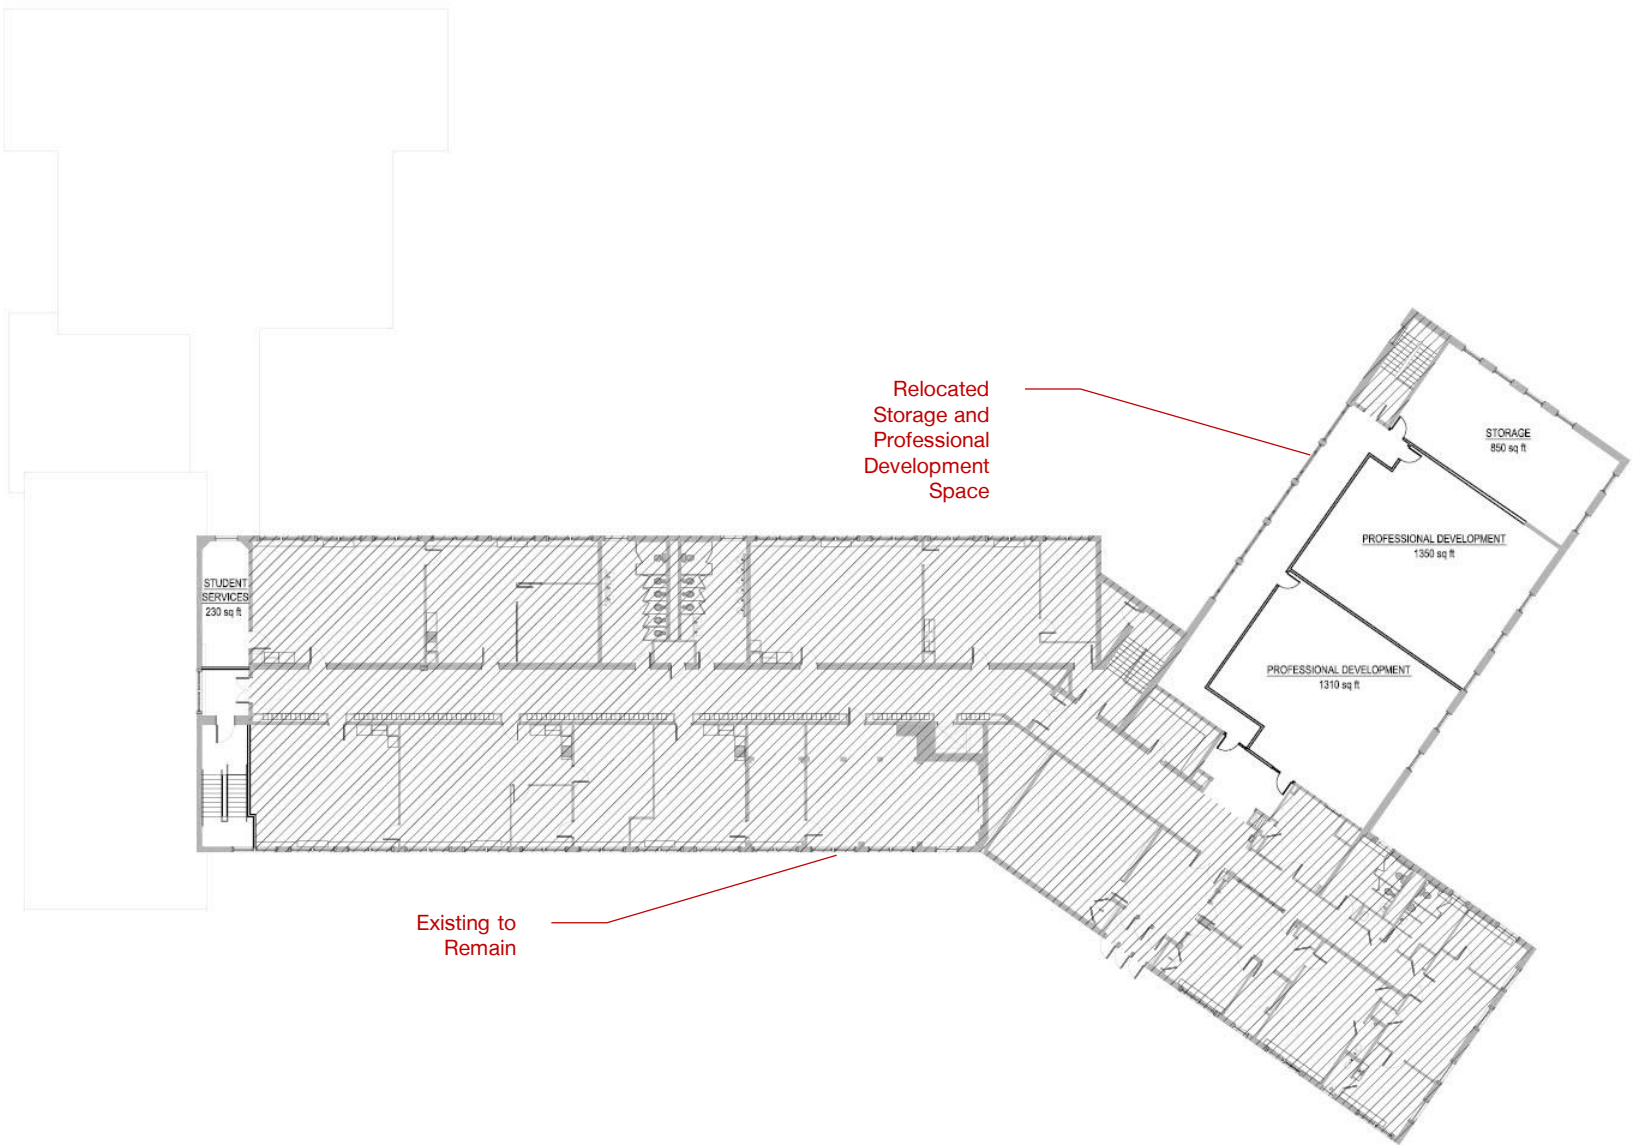 Relocated
Storage and
Professional
Development
Space
STORAGE
850 sq ft
PROFESSIONAL DEVELOPMENT
1350 sq ft
STUDENT
SERVICES
230 sq ft
PROFESSIONAL DEVELOPMENT
1310 sq ft
Existing to
Remain